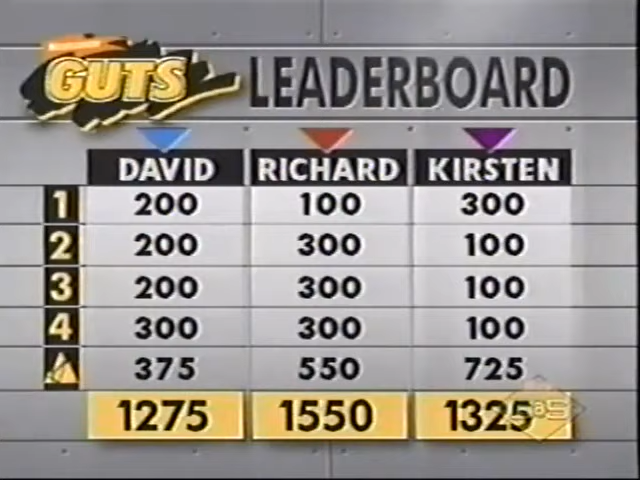 GUTS LEADERBOARD
DAVID RICHARD KIRSTEN
1 200 100 300
2 200 300 100
3 200 300 100
4 300 300 100
375 550 725
1275 1550 1325